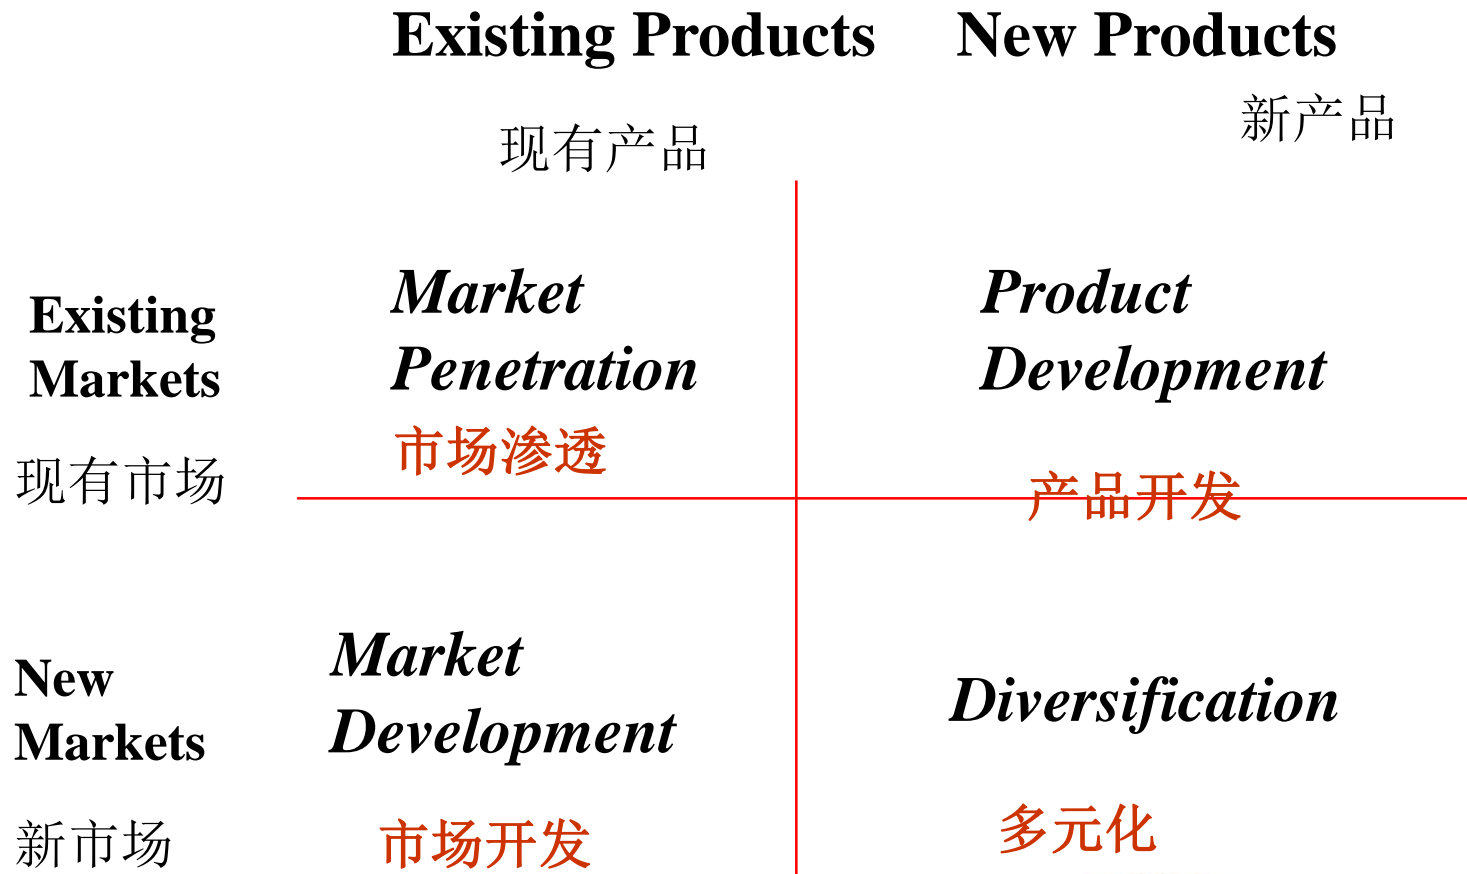 Existing Products
New Products
现有产品
新产品
Existing
Markets
现有市场
Market
Penetration
市场渗透
Product
Development
产品开发
New
Markets
新市场
Market
Development
市场开发
Diversification
多元化